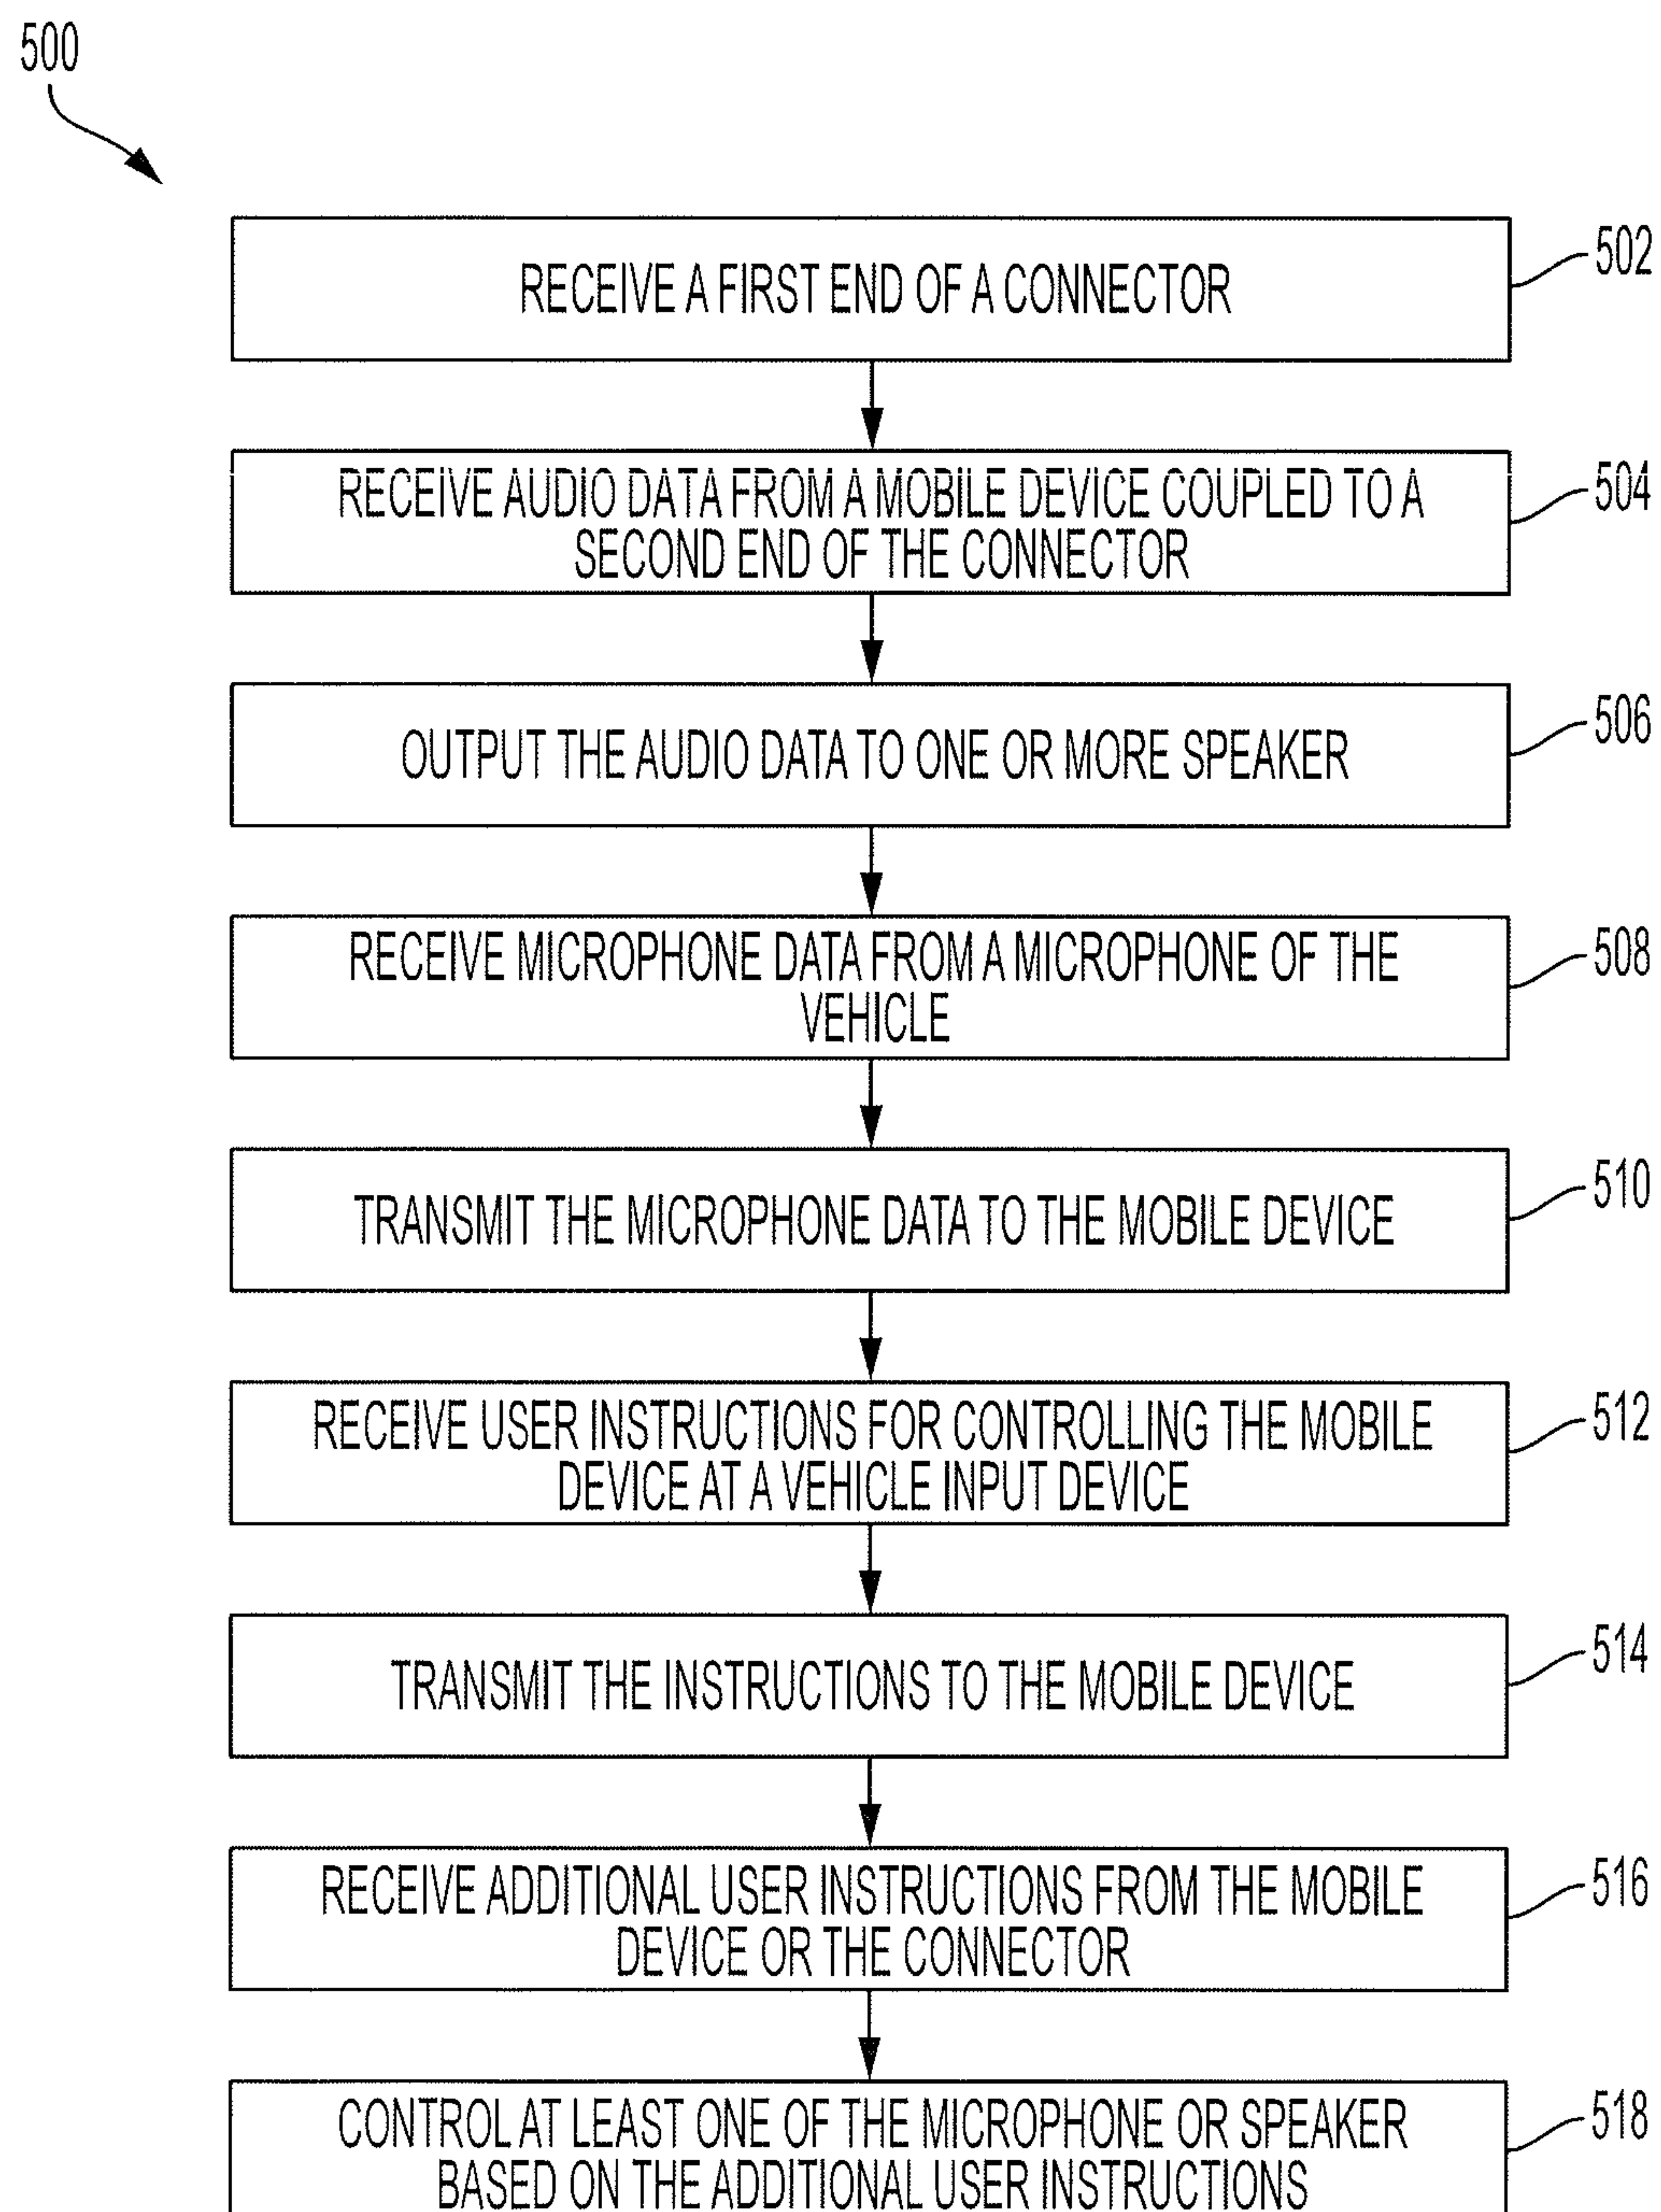 500
RECEIVE A FIRST END OF A CONNECTOR
502
RECEIVE AUDIO DATA FROM A MOBILE DEVICE COUPLED TO A
SECOND END OF THE CONNECTOR
504
OUTPUT THE AUDIO DATA TO ONE OR MORE SPEAKER
506
RECEIVE MICROPHONE DATA FROM A MICROPHONE OF THE
VEHICLE
508
TRANSMIT THE MICROPHONE DATA TO THE MOBILE DEVICE
510
RECEIVE USER INSTRUCTIONS FOR CONTROLLING THE MOBILE
DEVICE AT A VEHICLE INPUT DEVICE
512
TRANSMIT THE INSTRUCTIONS TO THE MOBILE DEVICE
514
RECEIVE ADDITIONAL USER INSTRUCTIONS FROM THE MOBILE
DEVICE OR THE CONNECTOR
516
CONTROL AT LEAST ONE OF THE MICROPHONE OR SPEAKER
BASED ON THE ADDITIONAL USER INSTRUCTIONS
518